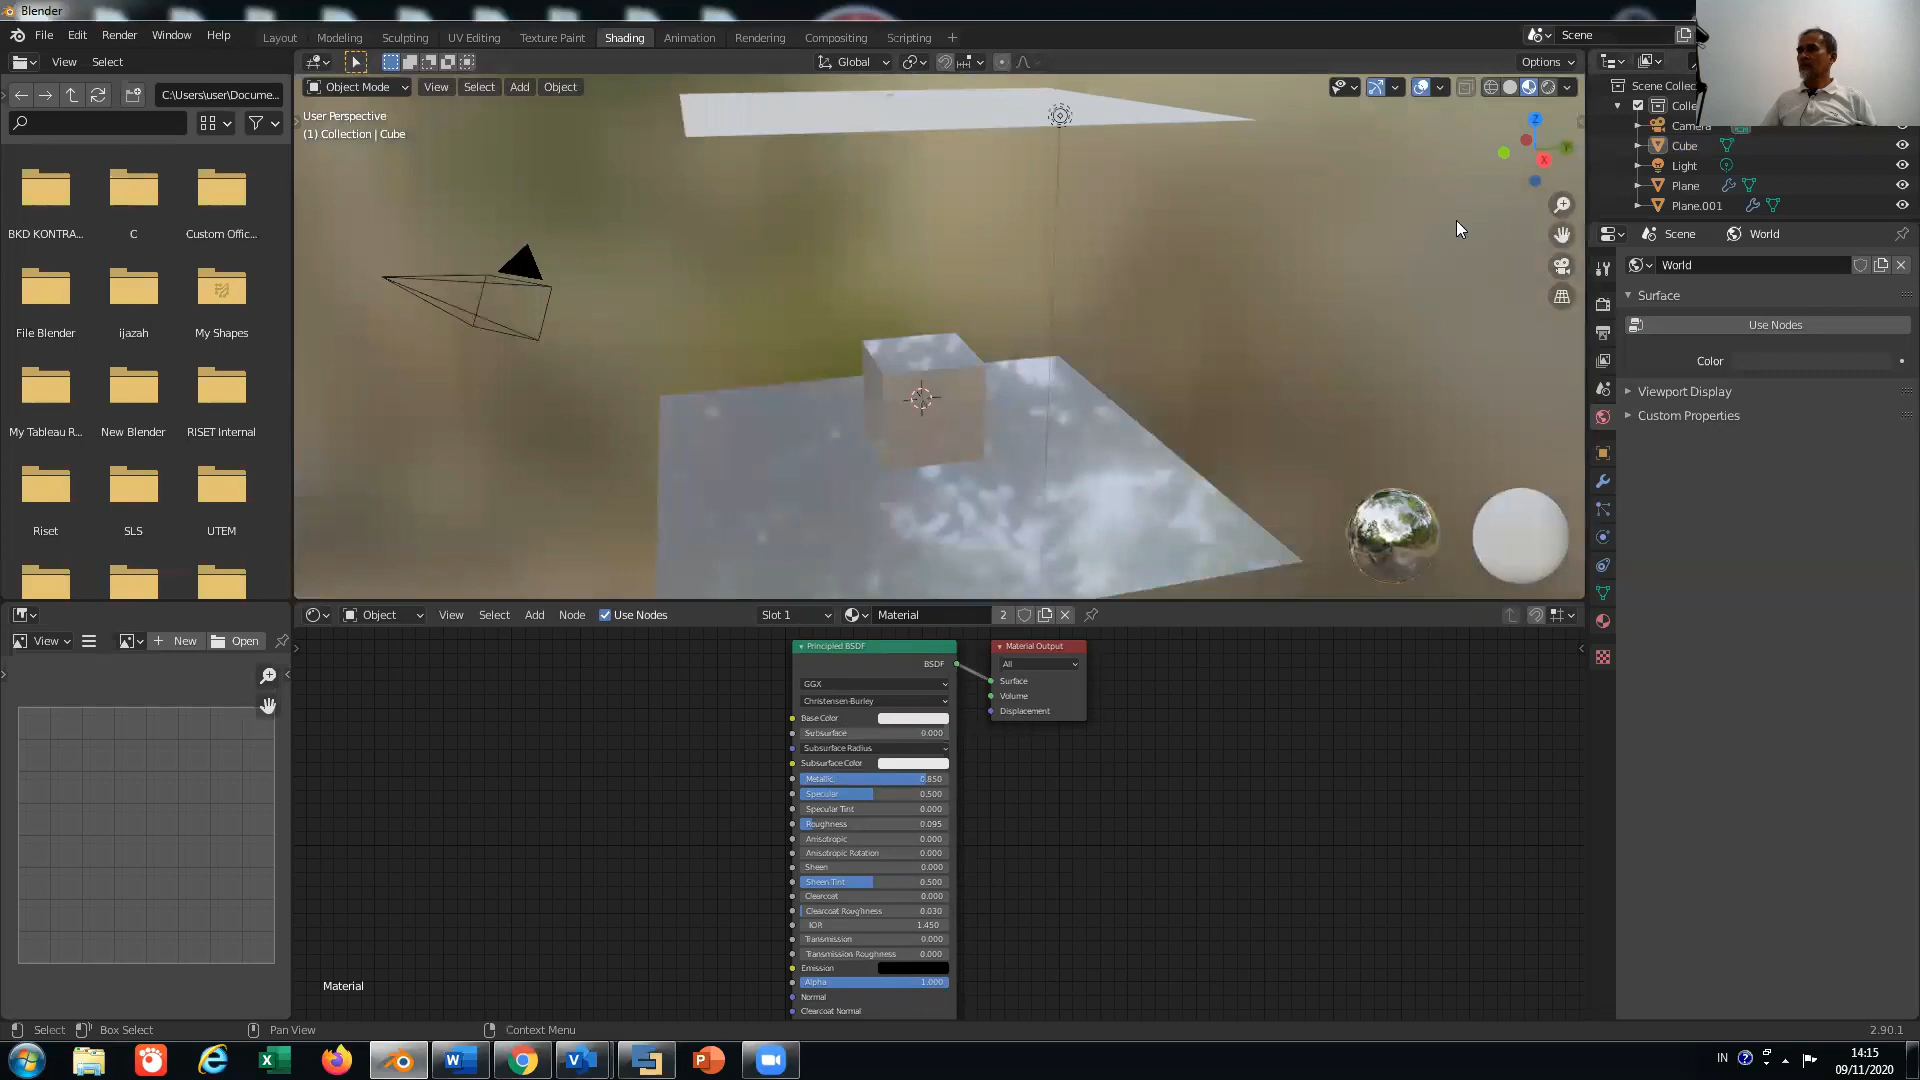 Blender
File Edit Render Window Help
Layout Modeling Sculpting UV Editing Texture Paint Shading Animation Rendering Compositing Scripting
Scene
View Select
Global
Options
C:\Users\user\Docume...
Object Mode View Select Add Object
User Perspective
(1) Collection | Cube
Z
X
Y
BKD KONTRA... C Custom Offic...
File Blender ijazah My Shapes
My Tableau R... New Blender RISET Internal
Riset SLS UTEM
Scene Collec
Colle
Camera
Cube
Light
Plane
Plane.001
Scene World
World
Surface
Use Nodes
Color
Viewport Display
Custom Properties
Object View Select Add Node Use Nodes Slot 1 Material 2
View New Open
Principled BSDF
BSDF
GGX
Christensen-Burley
Base Color
Subsurface 0.000
Subsurface Radius
Subsurface Color
Metallic 0.850
Specular 0.500
Specular Tint 0.000
Roughness 0.095
Anisotropic 0.000
Anisotropic Rotation 0.000
Sheen 0.000
Sheen Tint 0.500
Clearcoat 0.000
Clearcoat Roughness 0.030
IOR 1.450
Transmission 0.000
Transmission Roughness 0.000
Emission
Alpha 1.000
Normal
Clearcoat Normal
Material Output
All
Surface
Volume
Displacement
Material
Select Box Select Pan View Context Menu 2.90.1
IN
14:15
09/11/2020